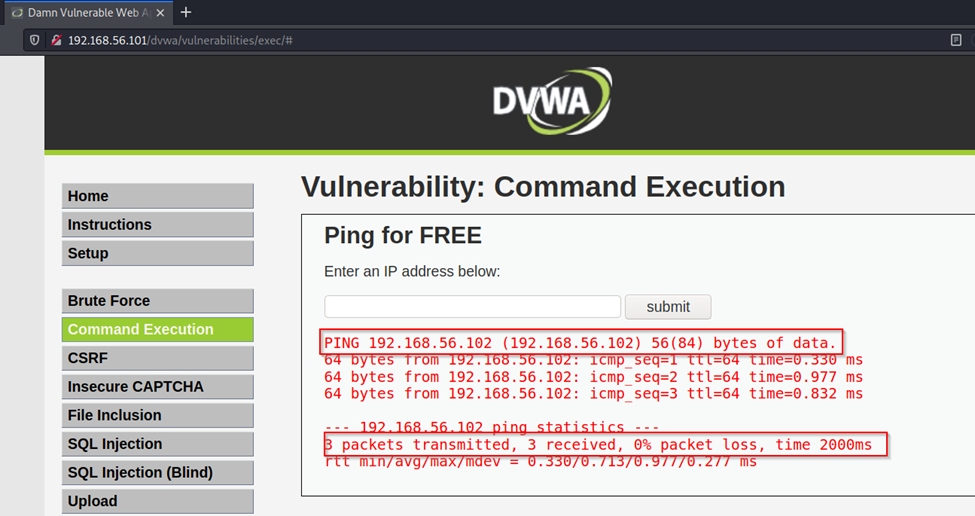 Damn Vulnerable Web A
192.168.56.101/dvwa/vulnerabilities/exec/#
DVWA
Home
Instructions
Setup
Brute Force
Command Execution
CSRF
Insecure CAPTCHA
File Inclusion
SQL Injection
SQL Injection (Blind)
Upload
Vulnerability: Command Execution
Ping for FREE
Enter an IP address below:
submit
PING 192.168.56.102 (192.168.56.102) 56(84) bytes of data.
64 bytes from 192.168.56.102: icmp_seq=1 ttl=64 time=0.330 ms
64 bytes from 192.168.56.102: icmp_seq=2 ttl=64 time=0.977 ms
64 bytes from 192.168.56.102: icmp_seq=3 ttl=64 time=0.832 ms
--- 192.168.56.102 ping statistics ---
3 packets transmitted, 3 received, 0% packet loss, time 2000ms
rtt min/avg/max/mdev = 0.330/0.713/0.977/0.277 ms